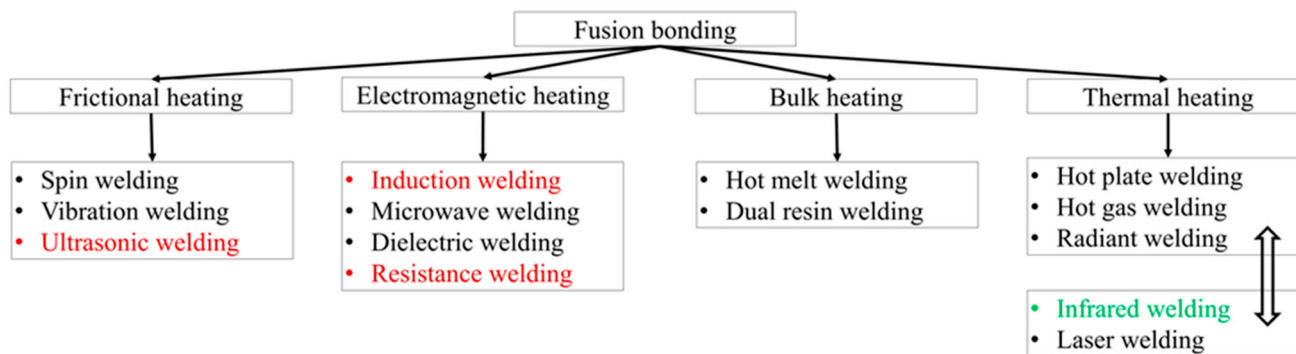 Fusion bonding
Frictional heating
Electromagnetic heating
Bulk heating
Thermal heating
• Spin welding
• Vibration welding
• Ultrasonic welding
• Induction welding
• Microwave welding
• Dielectric welding
• Resistance welding
• Hot melt welding
• Dual resin welding
• Hot plate welding
• Hot gas welding
• Radiant welding
• Infrared welding
• Laser welding